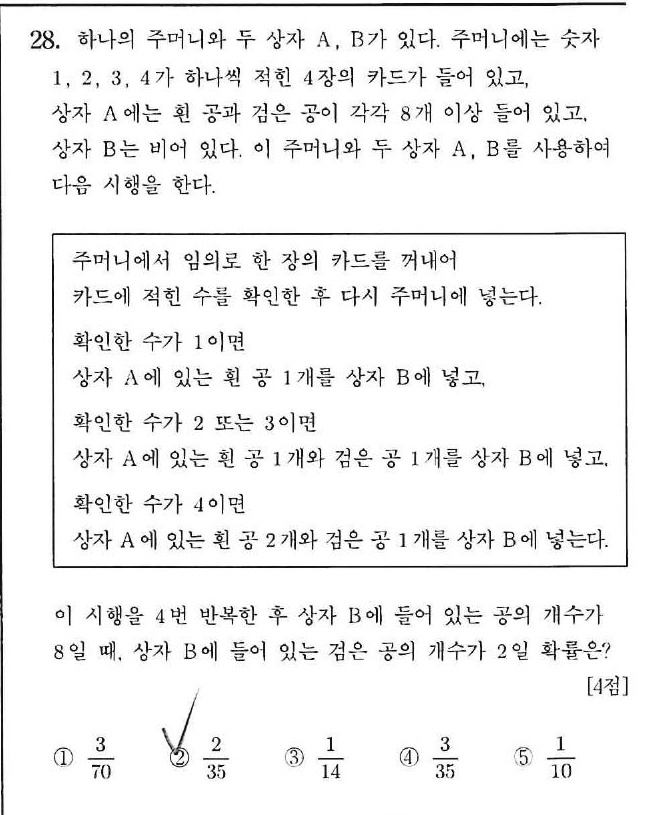 28. 하나의 주머니와 두 상자 A, B가 있다. 주머니에는 숫자
1, 2, 3, 4가 하나씩 적힌 4장의 카드가 들어 있고,
상자 A에는 흰 공과 검은 공이 각각 8개 이상 들어 있고,
상자 B는 비어 있다. 이 주머니와 두 상자 A, B를 사용하여
다음 시행을 한다.
주머니에서 임의로 한 장의 카드를 꺼내어
카드에 적힌 수를 확인한 후 다시 주머니에 넣는다.
확인한 수가 1이면
상자 A에 있는 흰 공 1개를 상자 B에 넣고,
확인한 수가 2 또는 3이면
상자 A에 있는 흰 공 1개와 검은 공 1개를 상자 B에 넣고,
확인한 수가 4이면
상자 A에 있는 흰 공 2개와 검은 공 1개를 상자 B에 넣는다.
이 시행을 4번 반복한 후 상자 B에 들어 있는 공의 개수가
8일 때, 상자 B에 들어 있는 검은 공의 개수가 2일 확률은?
[4점]
① 3/70 ② 2/35 ③ 1/14 ④ 3/35 ⑤ 1/10